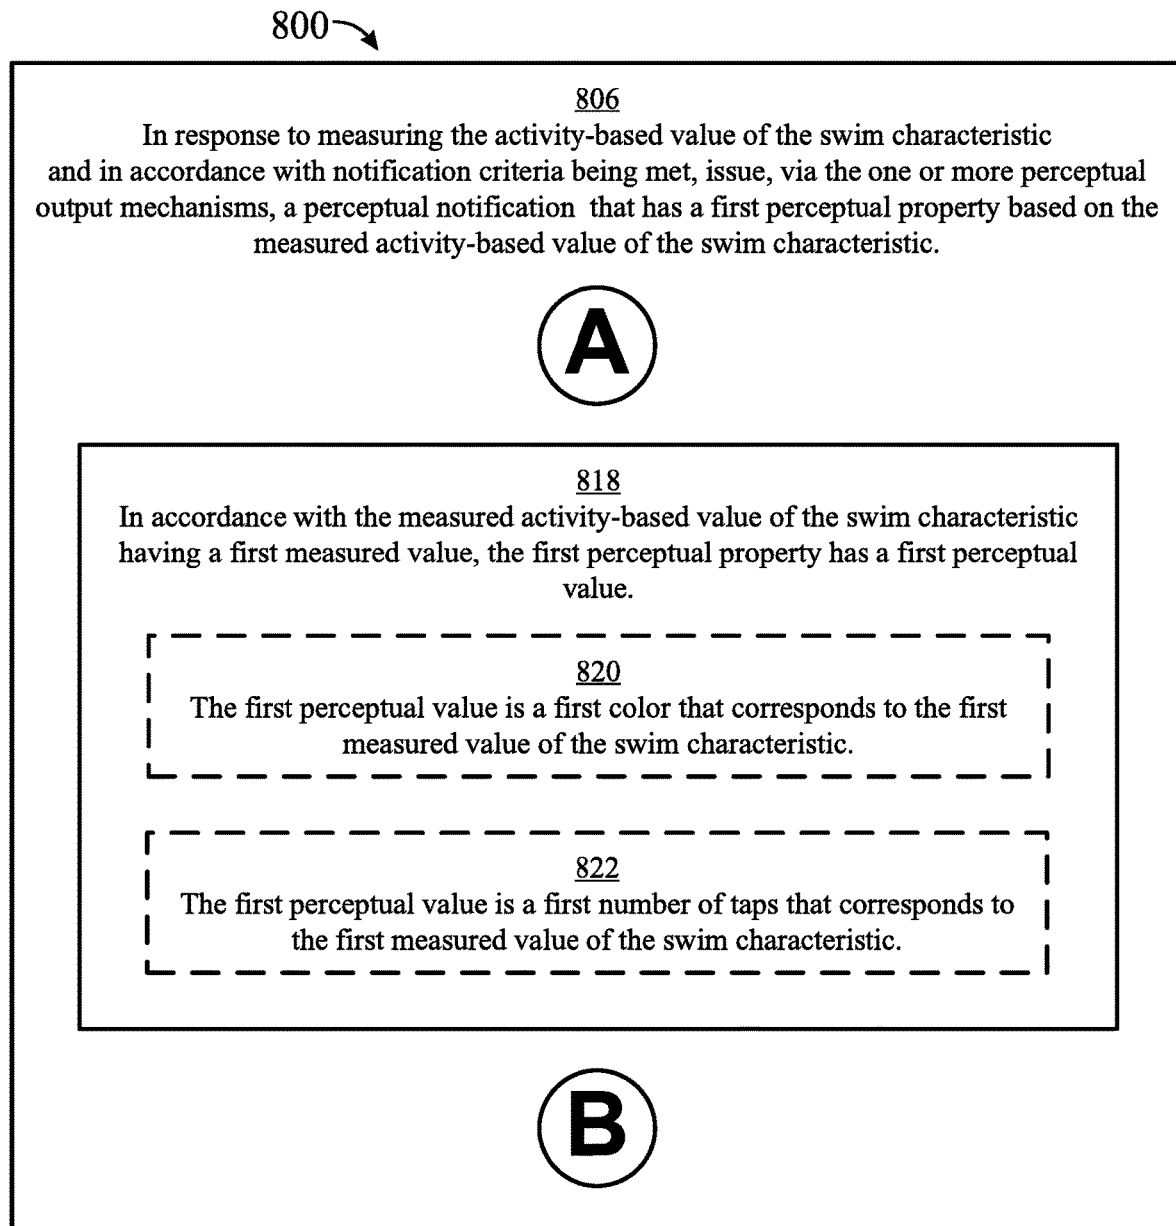 800
806
In response to measuring the activity-based value of the swim characteristic
and in accordance with notification criteria being met, issue, via the one or more perceptual
output mechanisms, a perceptual notification that has a first perceptual property based on the
measured activity-based value of the swim characteristic.
A
818
In accordance with the measured activity-based value of the swim characteristic
having a first measured value, the first perceptual property has a first perceptual
value.
820
The first perceptual value is a first color that corresponds to the first
measured value of the swim characteristic.
822
The first perceptual value is a first number of taps that corresponds to
the first measured value of the swim characteristic.
B